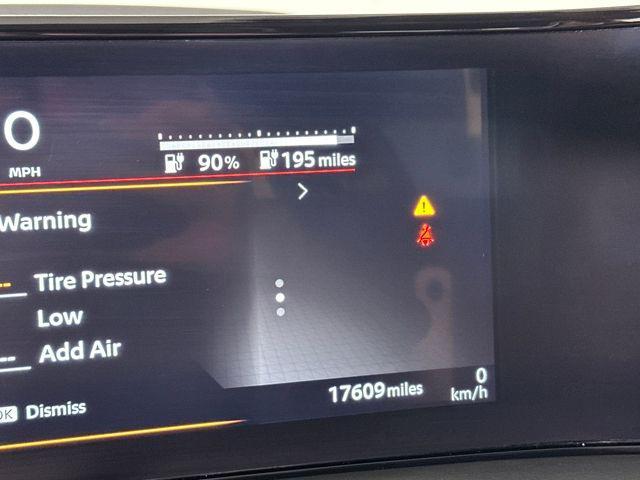 0
MPH
90% 195 miles
Warning
Tire Pressure
Low
Add Air
OK Dismiss
17609 miles
0
km/h